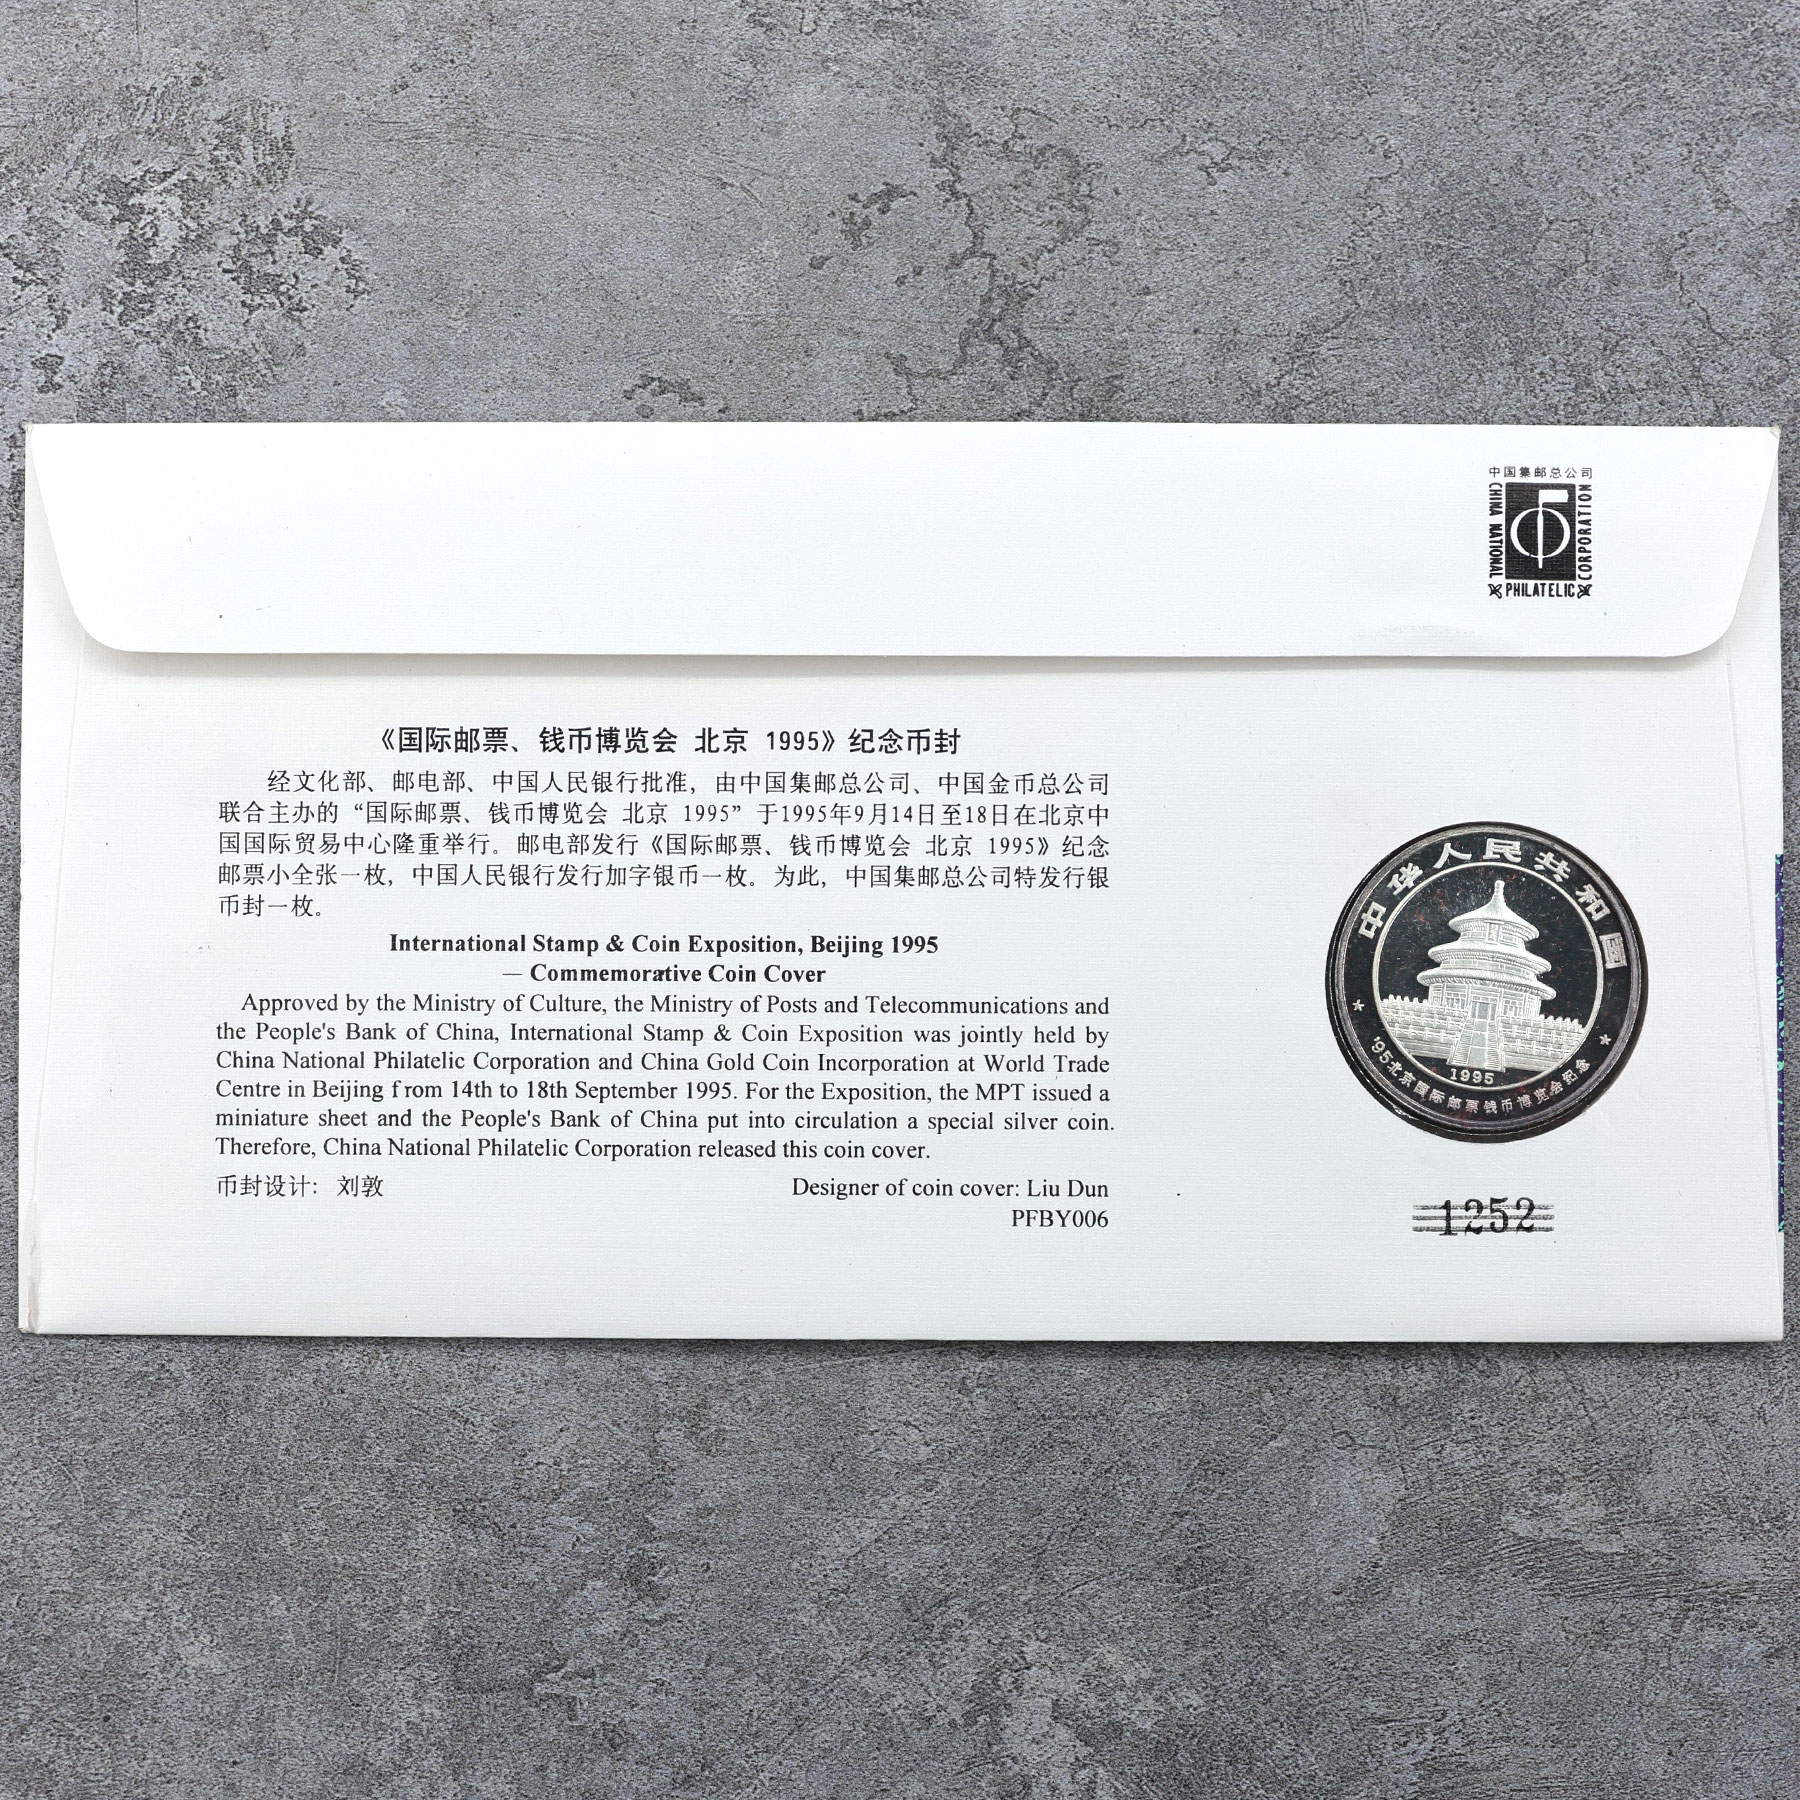 中国集邮总公司
CHINA NATIONAL
PHILATELIC
CORPORATION
《国际邮票、钱币博览会 北京 1995》纪念币封
经文化部、邮电部、中国人民银行批准，由中国集邮总公司、中国金币总公司
联合主办的“国际邮票、钱币博览会 北京 1995”于1995年9月14日至18日在北京中
国国际贸易中心隆重举行。邮电部发行《国际邮票、钱币博览会 北京 1995》纪念
邮票小全张一枚，中国人民银行发行加字银币一枚。为此，中国集邮总公司特发行银
币封一枚。
International Stamp & Coin Exposition, Beijing 1995
— Commemorative Coin Cover
Approved by the Ministry of Culture, the Ministry of Posts and Telecommunications and
the People's Bank of China, International Stamp & Coin Exposition was jointly held by
China National Philatelic Corporation and China Gold Coin Incorporation at World Trade
Centre in Beijing from 14th to 18th September 1995. For the Exposition, the MPT issued a
miniature sheet and the People's Bank of China put into circulation a special silver coin.
Therefore, China National Philatelic Corporation released this coin cover.
币封设计：刘敦
Designer of coin cover: Liu Dun
PFBY006
中华人民共和国
1995
'95北京国际邮票钱币博览会纪念
1252